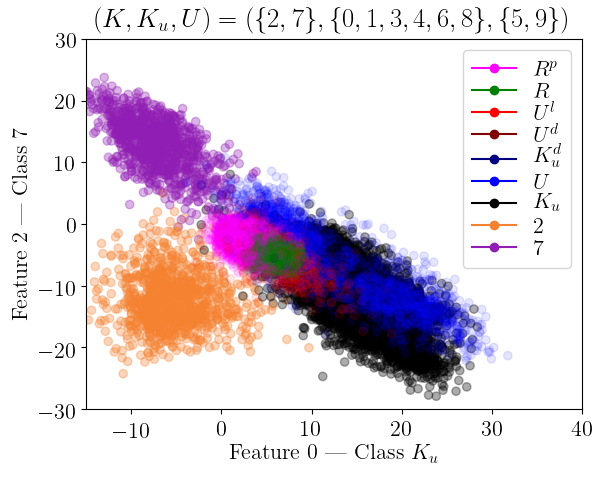 (K, K_u, U) = ({2, 7}, {0, 1, 3, 4, 6, 8}, {5, 9})
30
20
10
0
−10
−20
−30
Feature 2 — Class 7
R^p
R
U^l
U^d
K_u^d
U
K_u
2
7
−10
0
10
20
30
40
Feature 0 — Class K_u